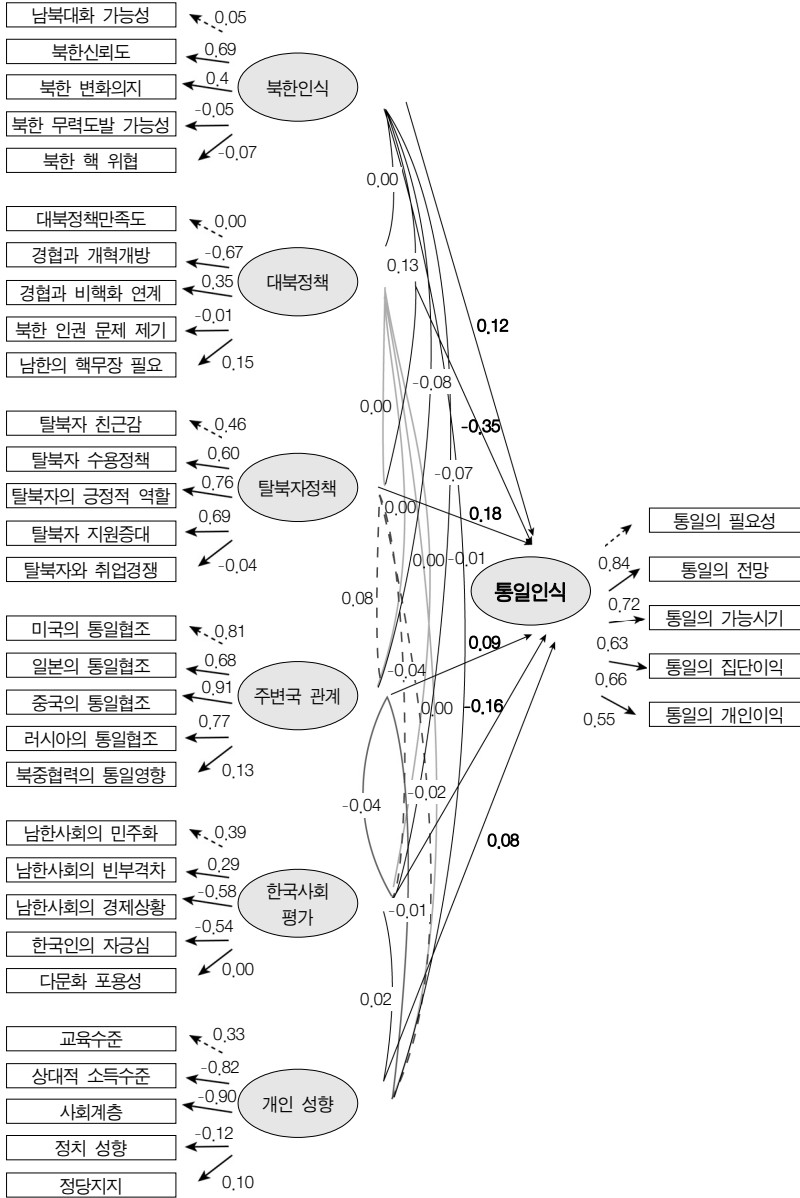 남북대화 가능성
0.05
북한신뢰도
0.69
북한 변화의지
0.4
북한 무력도발 가능성
-0.05
북한 핵 위협
-0.07
북한인식
대북정책만족도
0.00
경협과 개혁개방
-0.67
경협과 비핵화 연계
0.35
북한 인권 문제 제기
-0.01
남한의 핵무장 필요
0.15
대북정책
탈북자 친근감
0.46
탈북자 수용정책
0.60
탈북자의 긍정적 역할
0.76
탈북자 지원증대
0.69
탈북자와 취업경쟁
-0.04
탈북자정책
미국의 통일협조
0.81
일본의 통일협조
0.68
중국의 통일협조
0.91
러시아의 통일협조
0.77
북중협력의 통일영향
0.13
주변국 관계
남한사회의 민주화
0.39
남한사회의 빈부격차
0.29
남한사회의 경제상황
-0.58
한국인의 자긍심
-0.54
다문화 포용성
0.00
한국사회
평가
교육수준
0.33
상대적 소득수준
-0.82
사회계층
-0.90
정치 성향
-0.12
정당지지
0.10
개인 성향
0.00
0.13
0.12
-0.08
0.00
-0.35
-0.07
0.00
0.18
0.00
-0.01
0.08
0.09
-0.04
0.00
-0.16
-0.02
-0.04
0.08
-0.01
0.02
통일인식
통일의 필요성
0.84
통일의 전망
0.72
통일의 가능시기
0.63
통일의 집단이익
0.66
통일의 개인이익
0.55